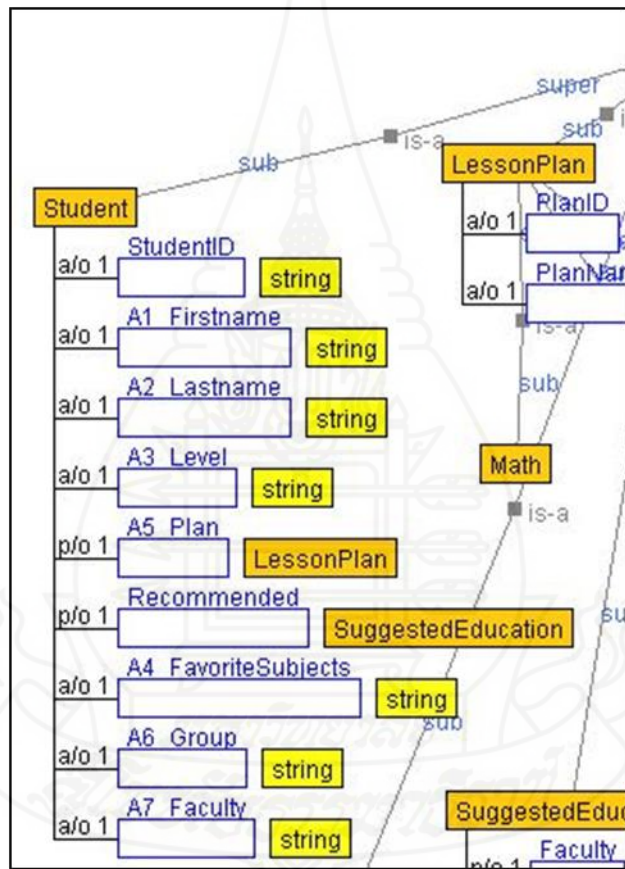 super
sub
is-a
Student
a/o 1 StudentID string
a/o 1 A1 Firstname string
a/o 1 A2 Lastname string
a/o 1 A3 Level string
p/o 1 A5 Plan LessonPlan
p/o 1 Recommended SuggestedEducation
a/o 1 A4 FavoriteSubjects string
a/o 1 A6 Group string
a/o 1 A7 Faculty string
sub
LessonPlan
a/o 1 PlanID
a/o 1 PlanNam
is-a
sub
Math
is-a
sub
SuggestedEdu
p/o 1 Faculty